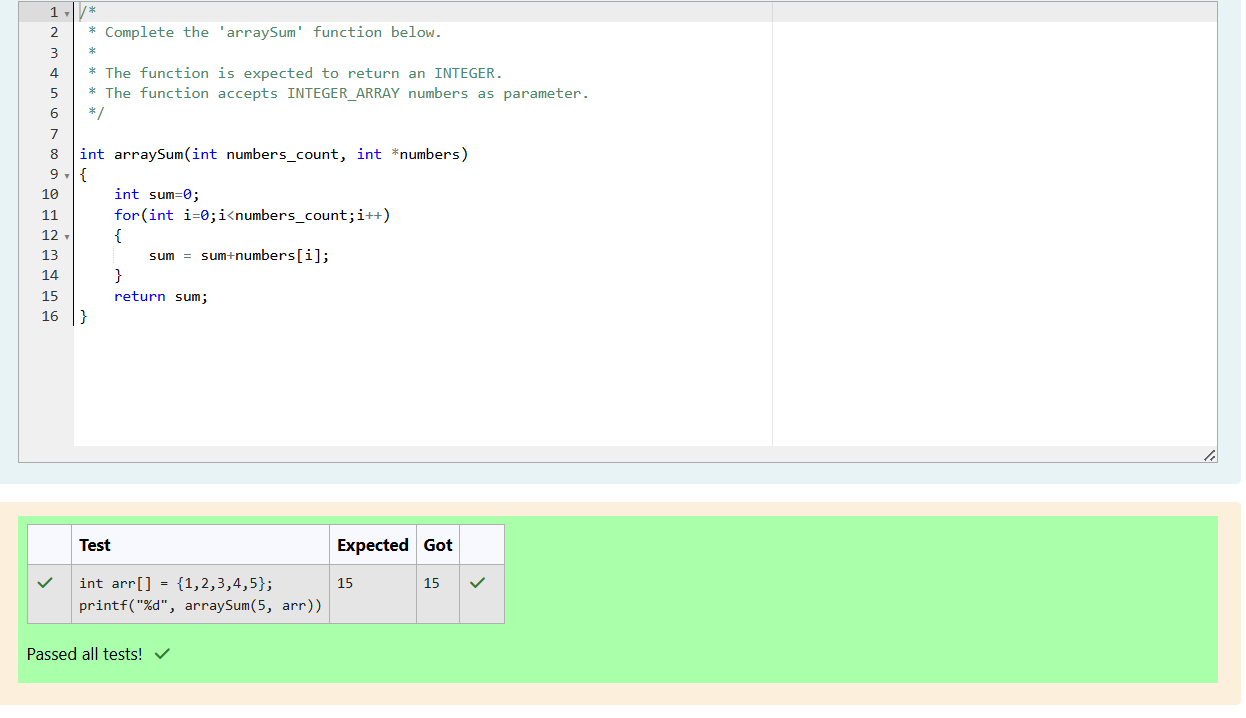 1 /*
2  * Complete the 'arraySum' function below.
3  *
4  * The function is expected to return an INTEGER.
5  * The function accepts INTEGER_ARRAY numbers as parameter.
6  */
7
8 int arraySum(int numbers_count, int *numbers)
9 {
10     int sum=0;
11     for(int i=0;i<numbers_count;i++)
12     {
13         sum = sum+numbers[i];
14     }
15     return sum;
16 }
Test Expected Got
int arr[] = {1,2,3,4,5}; 15 15
printf("%d", arraySum(5, arr))
Passed all tests!